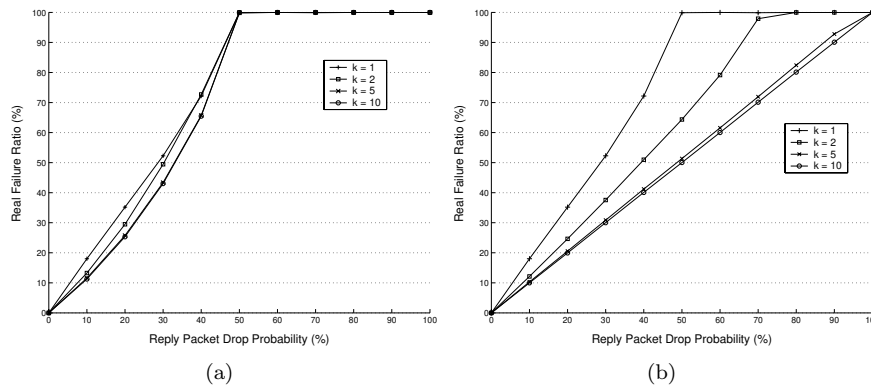 100
90
80
70
60
50
40
30
20
10
0
Real Failure Ratio (%)
k = 1
k = 2
k = 5
k = 10
0 10 20 30 40 50 60 70 80 90 100
Reply Packet Drop Probability (%)
(a)
100
90
80
70
60
50
40
30
20
10
0
Real Failure Ratio (%)
k = 1
k = 2
k = 5
k = 10
0 10 20 30 40 50 60 70 80 90 100
Reply Packet Drop Probability (%)
(b)